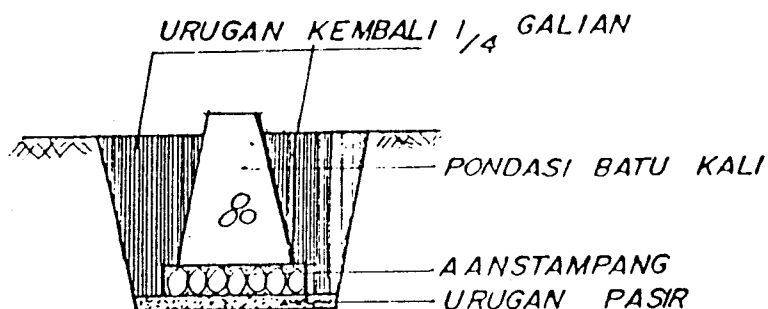 URUGAN KEMBALI 1/4 GALIAN
PONDASI BATU KALI
AANSTAMPANG
URUGAN PASIR